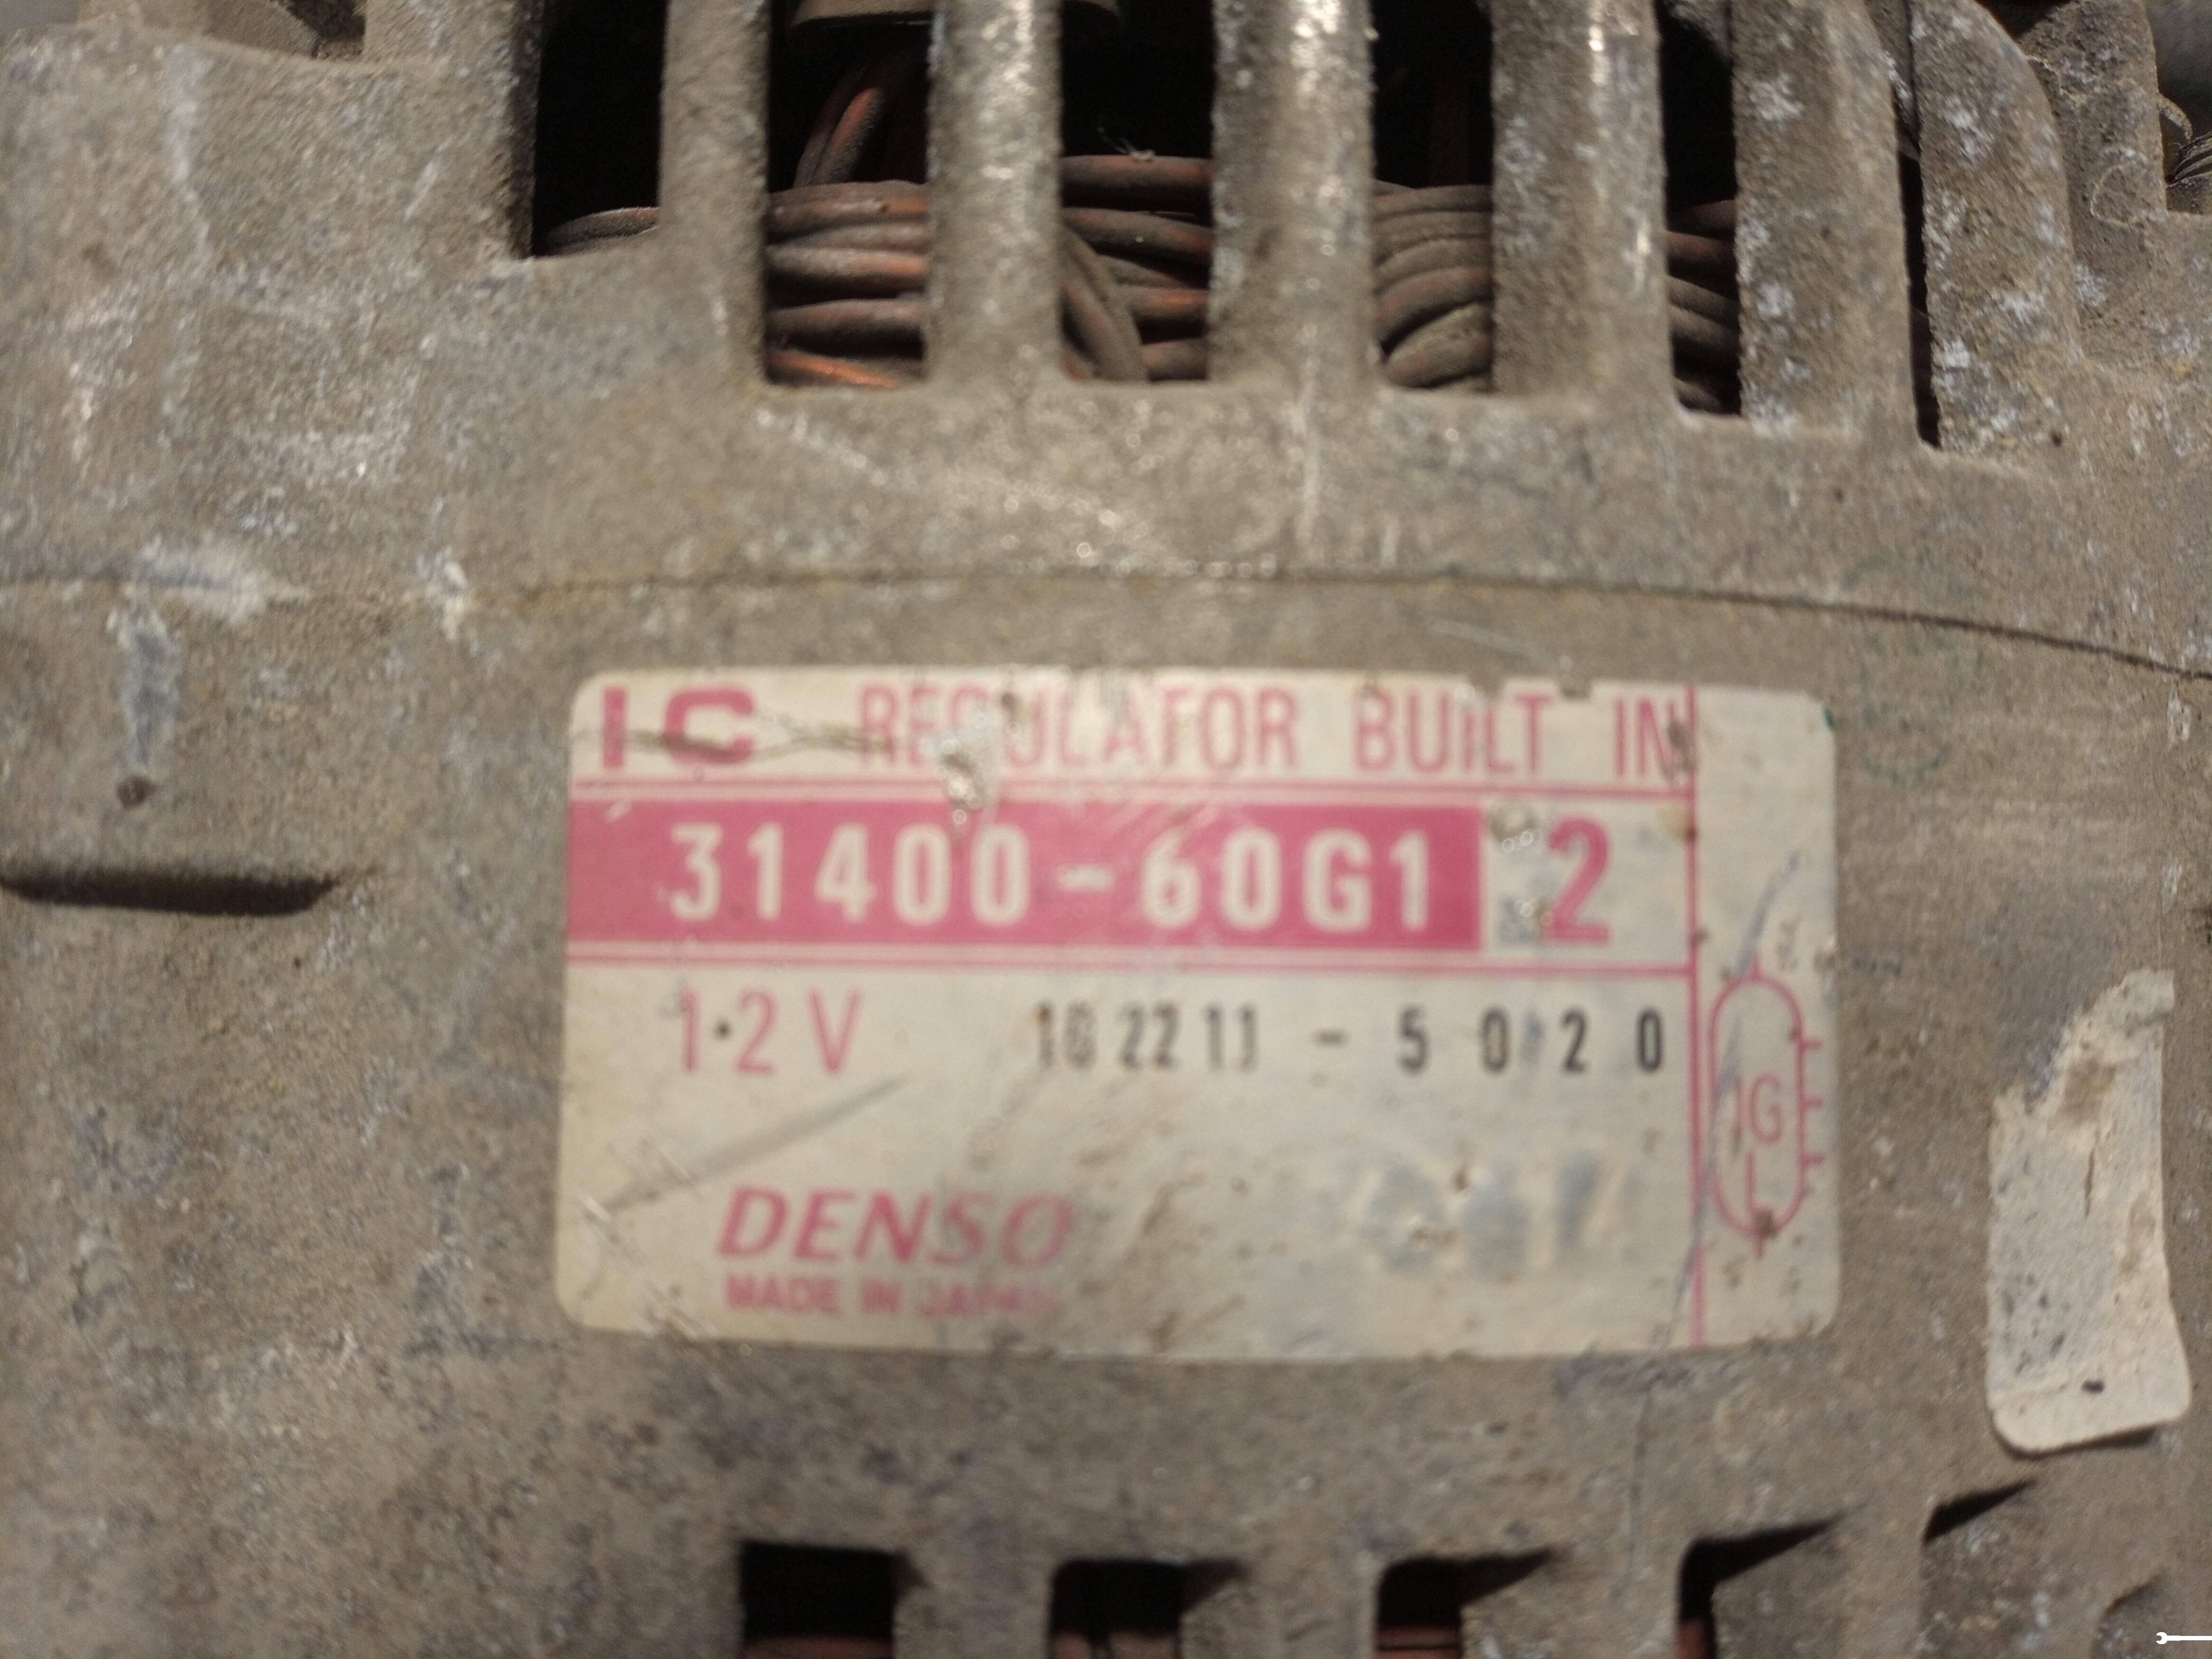 IC REGULATOR BUILT IN
31400-60G1 2
12V 102211-5020
DENSO
MADE IN JAPAN
IG
L